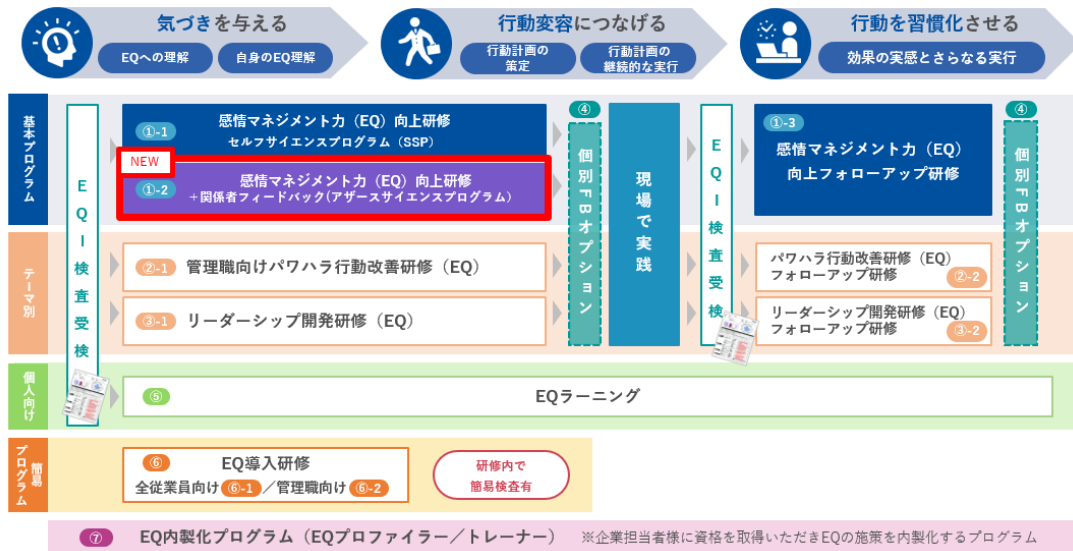 気づきを与える
EQへの理解
自身のEQ理解
行動変容につなげる
行動計画の
策定
行動計画の
継続的な実行
行動を習慣化させる
効果の実感とさらなる実行
基本プログラム
EQI検査受検
①-1
感情マネジメント力（EQ）向上研修
セルフサイエンスプログラム（SSP）
NEW
①-2
感情マネジメント力（EQ）向上研修
＋関係者フィードバック(アザースサイエンスプログラム）
④
個別FBオプション
現場で実践
EQI検査受検
①-3
感情マネジメント力（EQ）
向上フォローアップ研修
④
個別FBオプション
テーマ別
②-1
管理職向けパワハラ行動改善研修（EQ）
パワハラ行動改善研修（EQ）
フォローアップ研修
②-2
③-1
リーダーシップ開発研修（EQ）
リーダーシップ開発研修（EQ)
フォローアップ研修
③-2
個人向け
⑤
EQラーニング
簡易
プログラム
⑥
EQ導入研修
全従業員向け ⑥-1 ／管理職向け ⑥-2
研修内で
簡易検査有
⑦
EQ内製化プログラム（EQプロファイラー／トレーナー）
※企業担当者様に資格を取得いただきEQの施策を内製化するプログラム